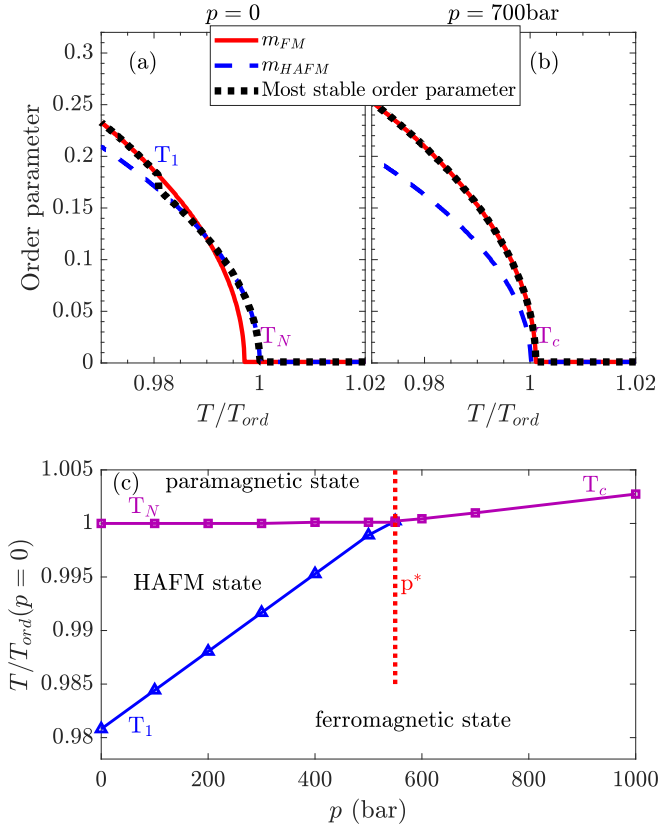 p = 0
p = 700bar
m_FM
m_HAFM
Most stable order parameter
(a)
(b)
0.3
0.25
0.2
0.15
0.1
0.05
0
Order parameter
T_1
T_N
T_c
0.98
1
1.02
0.98
1
1.02
T/T_ord
T/T_ord
(c)
paramagnetic state
T_N
T_c
HAFM state
p*
T_1
ferromagnetic state
1.005
1
0.995
0.99
0.985
0.98
T/T_ord(p = 0)
0
200
400
600
800
1000
p (bar)